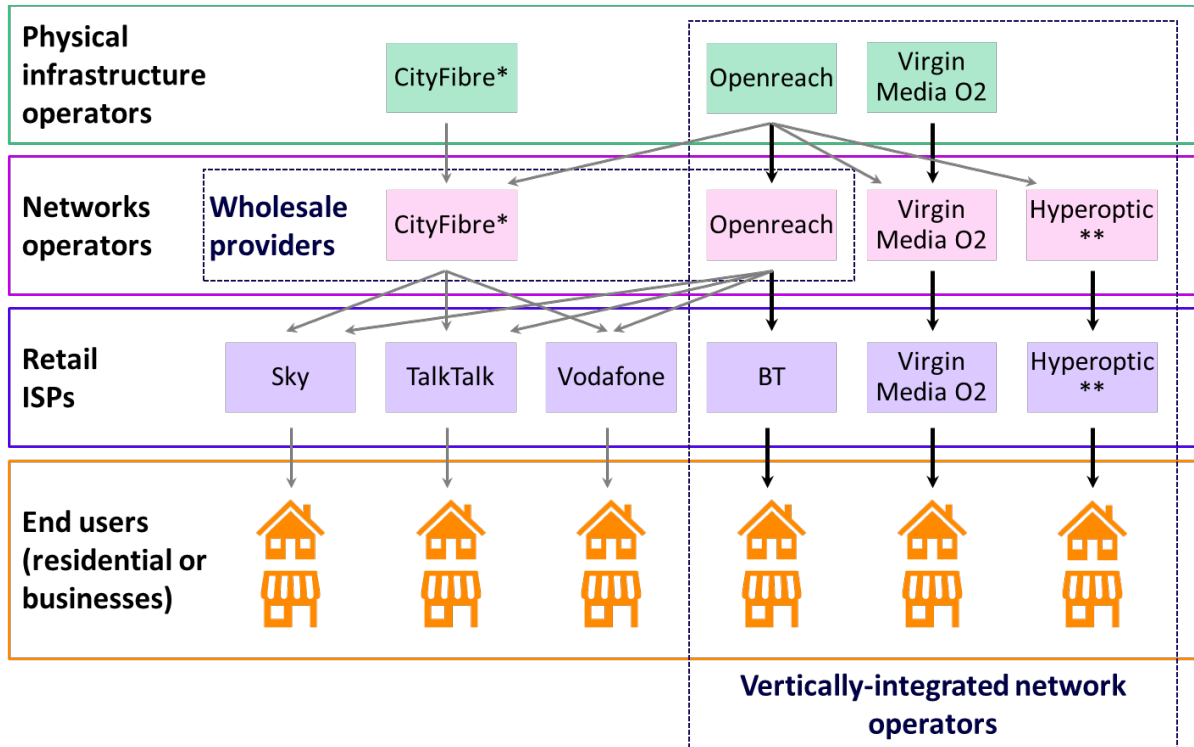 Physical
infrastructure
operators
CityFibre*
Openreach
Virgin
Media O2
Networks
operators
Wholesale
providers
CityFibre*
Openreach
Virgin
Media O2
Hyperoptic
**
Retail
ISPs
Sky
TalkTalk
Vodafone
BT
Virgin
Media O2
Hyperoptic
**
End users
(residential or
businesses)
Vertically-integrated network
operators